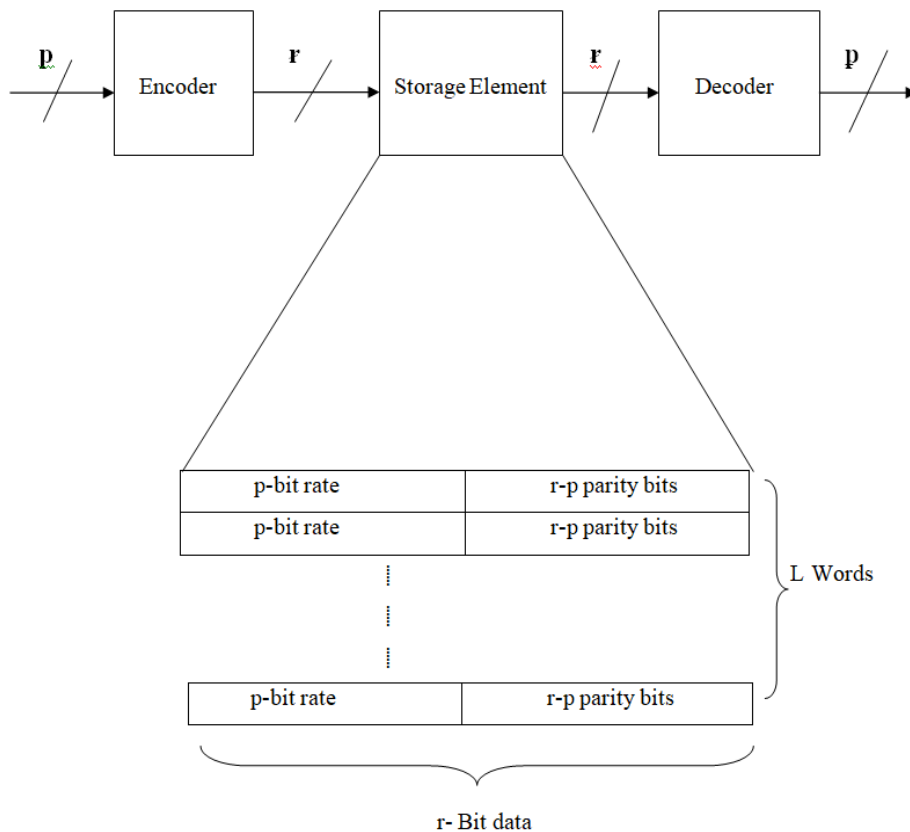 p r r p
Encoder Storage Element Decoder
p-bit rate r-p parity bits
p-bit rate r-p parity bits
L Words
p-bit rate r-p parity bits
r- Bit data